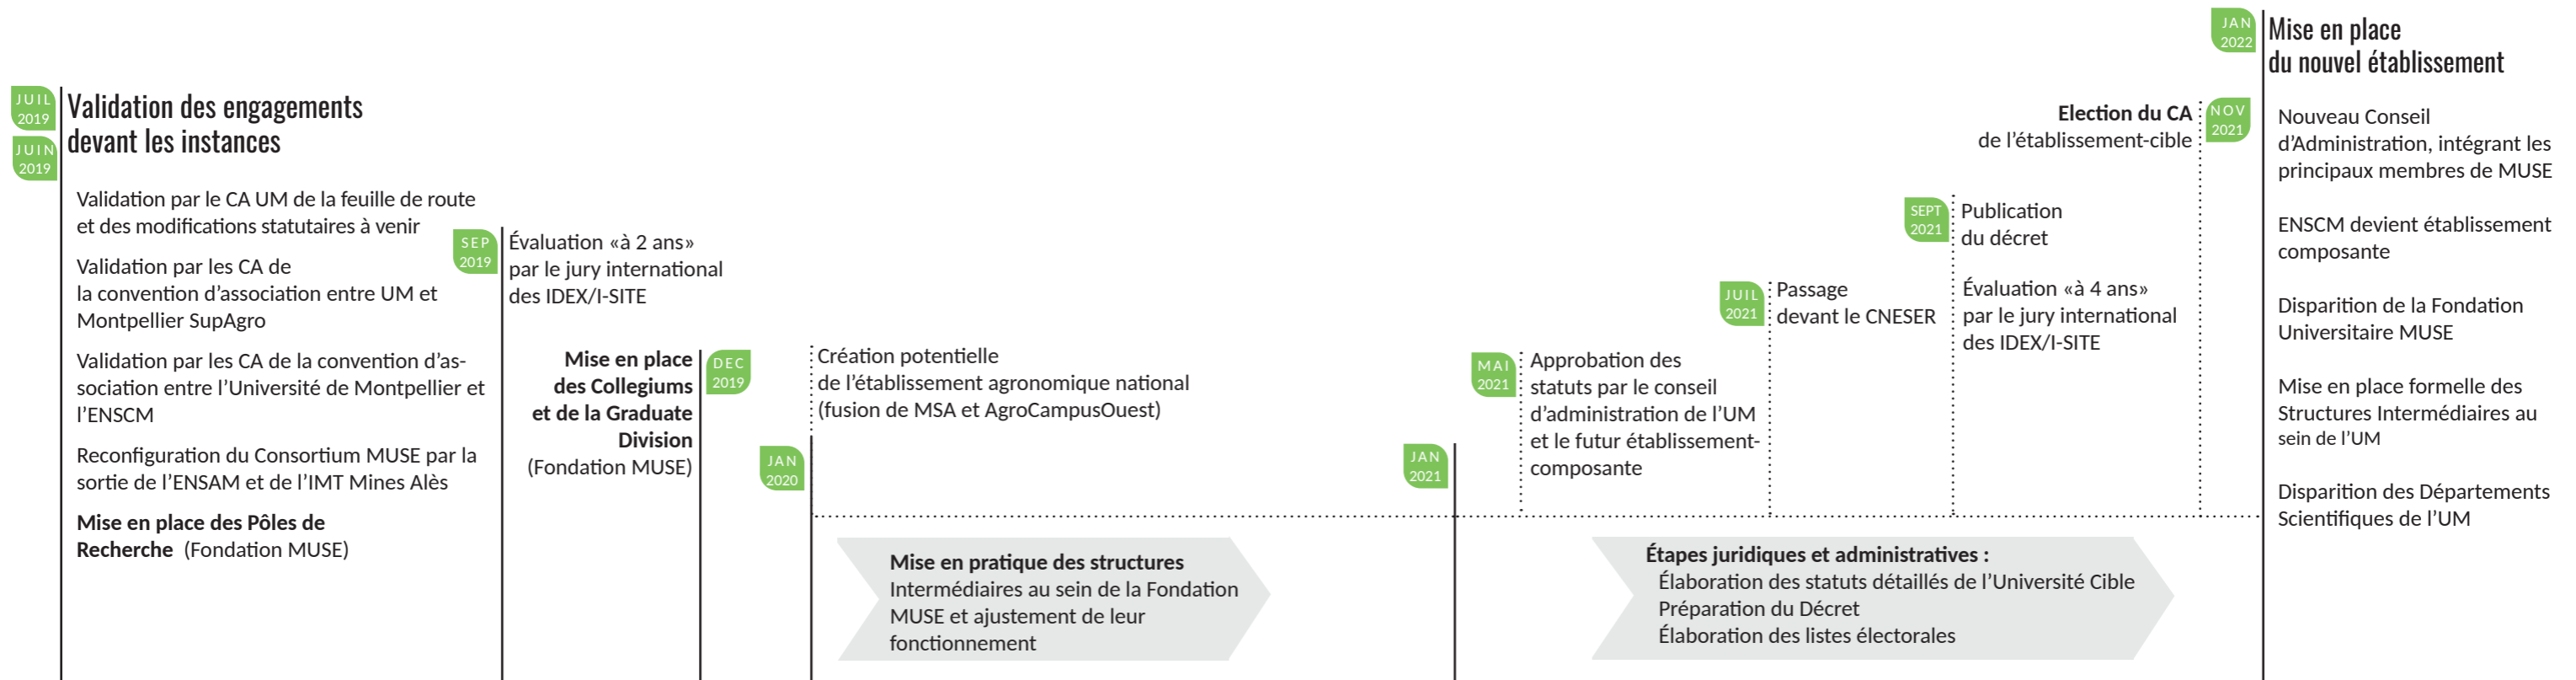 JUIL
2019
JUIN
2019
Validation des engagements
devant les instances
Validation par le CA UM de la feuille de route
et des modifications statutaires à venir
Validation par les CA de
la convention d'association entre UM et
Montpellier SupAgro
Validation par les CA de la convention d'as-
sociation entre l'Université de Montpellier et
l'ENSCM
Reconfiguration du Consortium MUSE par la
sortie de l'ENSAM et de l'IMT Mines Alès
Mise en place des Pôles de
Recherche (Fondation MUSE)
SEP
2019
Évaluation «à 2 ans»
par le jury international
des IDEX/I-SITE
Mise en place
des Collegiums
et de la Graduate
Division
(Fondation MUSE)
DEC
2019
JAN
2020
Création potentielle
de l'établissement agronomique national
(fusion de MSA et AgroCampusOuest)
Mise en pratique des structures
Intermédiaires au sein de la Fondation
MUSE et ajustement de leur
fonctionnement
JAN
2021
MAI
2021
Approbation des
statuts par le conseil
d'administration de l'UM
et le futur établissement-
composante
JUIL
2021
Passage
devant le CNESER
SEPT
2021
Publication
du décret
Évaluation «à 4 ans»
par le jury international
des IDEX/I-SITE
Election du CA
de l'établissement-cible
NOV
2021
Étapes juridiques et administratives :
Élaboration des statuts détaillés de l'Université Cible
Préparation du Décret
Élaboration des listes électorales
JAN
2022
Mise en place
du nouvel établissement
Nouveau Conseil
d'Administration, intégrant les
principaux membres de MUSE
ENSCM devient établissement
composante
Disparition de la Fondation
Universitaire MUSE
Mise en place formelle des
Structures Intermédiaires au
sein de l'UM
Disparition des Départements
Scientifiques de l'UM